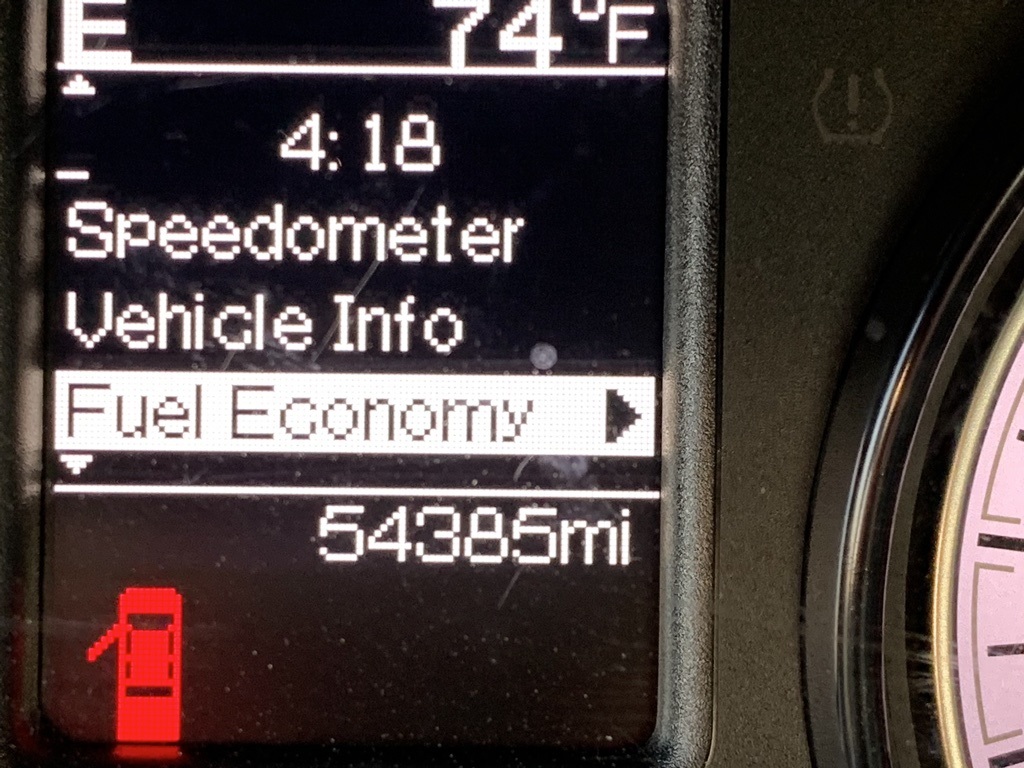 E 74°F
4:18
Speedometer
Vehicle Info
Fuel Economy
54385mi